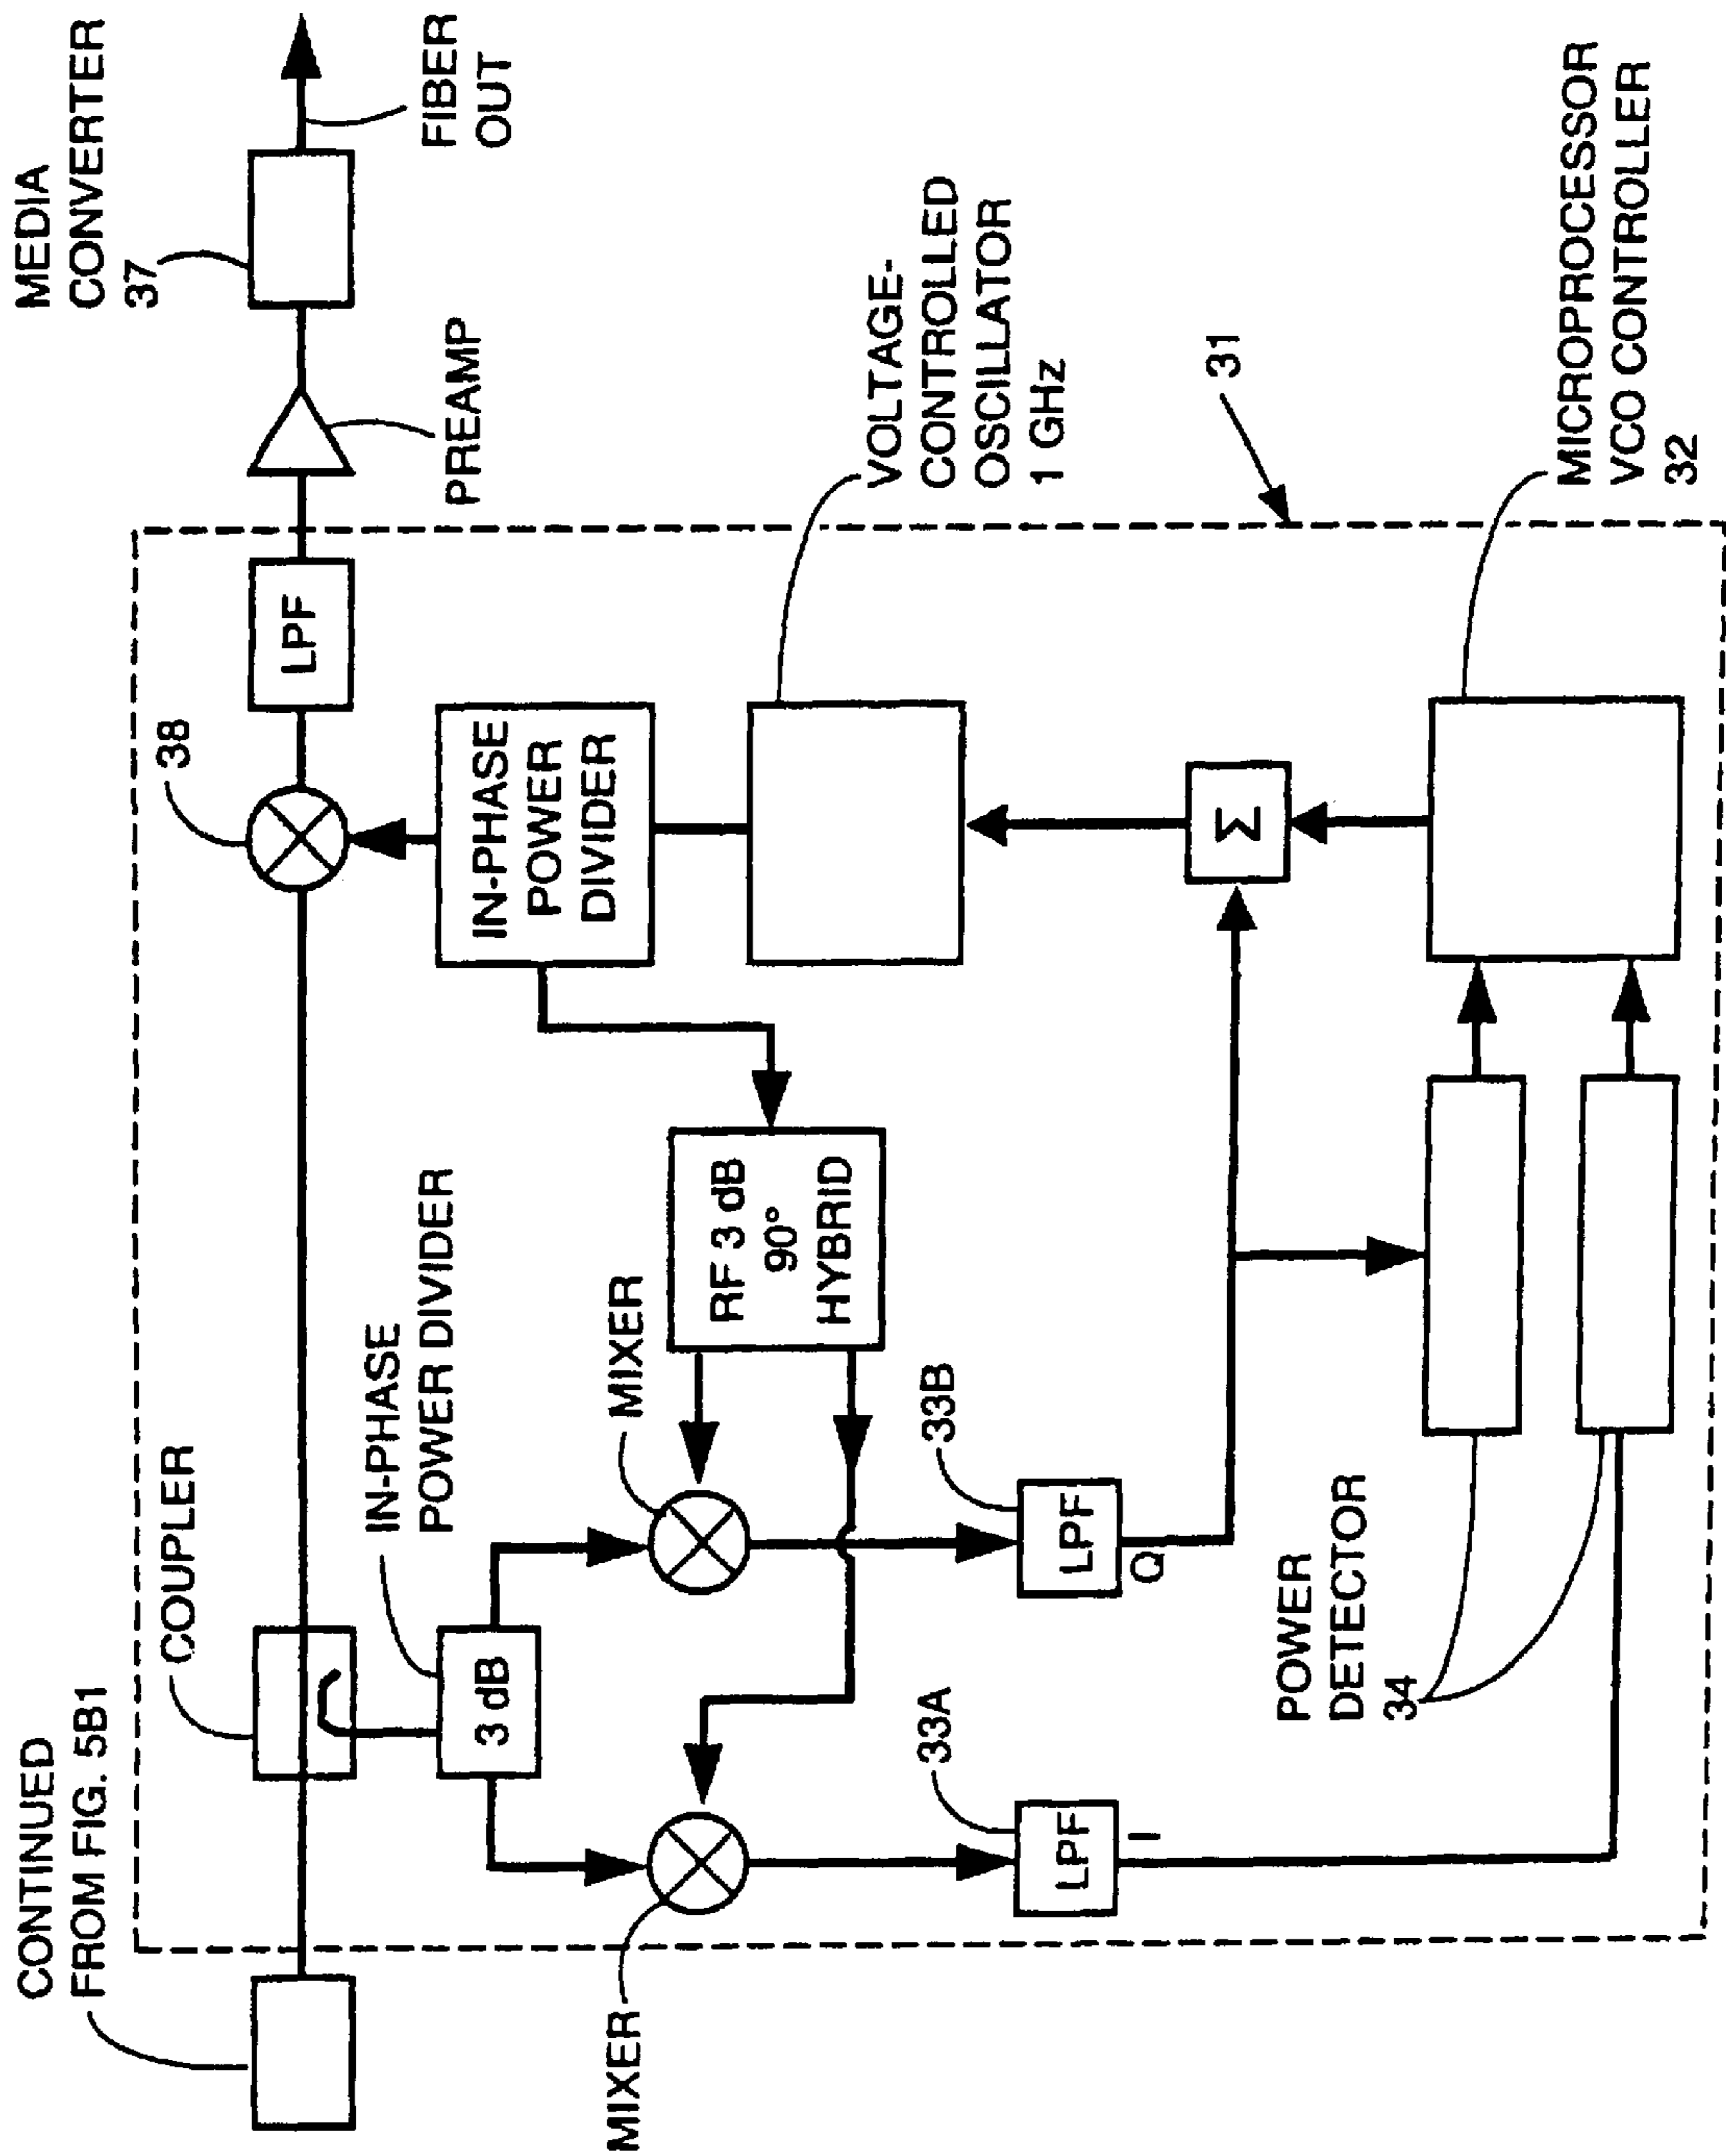 CONTINUED
FROM FIG. 5B1
COUPLER
38
MEDIA
CONVERTER
37
LPF
PREAMP
FIBER
OUT
IN-PHASE
POWER DIVIDER
3 dB
IN-PHASE
POWER
DIVIDER
MIXER
MIXER
RF 3 dB
90°
HYBRID
VOLTAGE-
CONTROLLED
OSCILLATOR
1 GHz
33A
LPF
I
33B
LPF
Q
Σ
31
POWER
DETECTOR
34
MICROPROCESSOR
VCO CONTROLLER
32